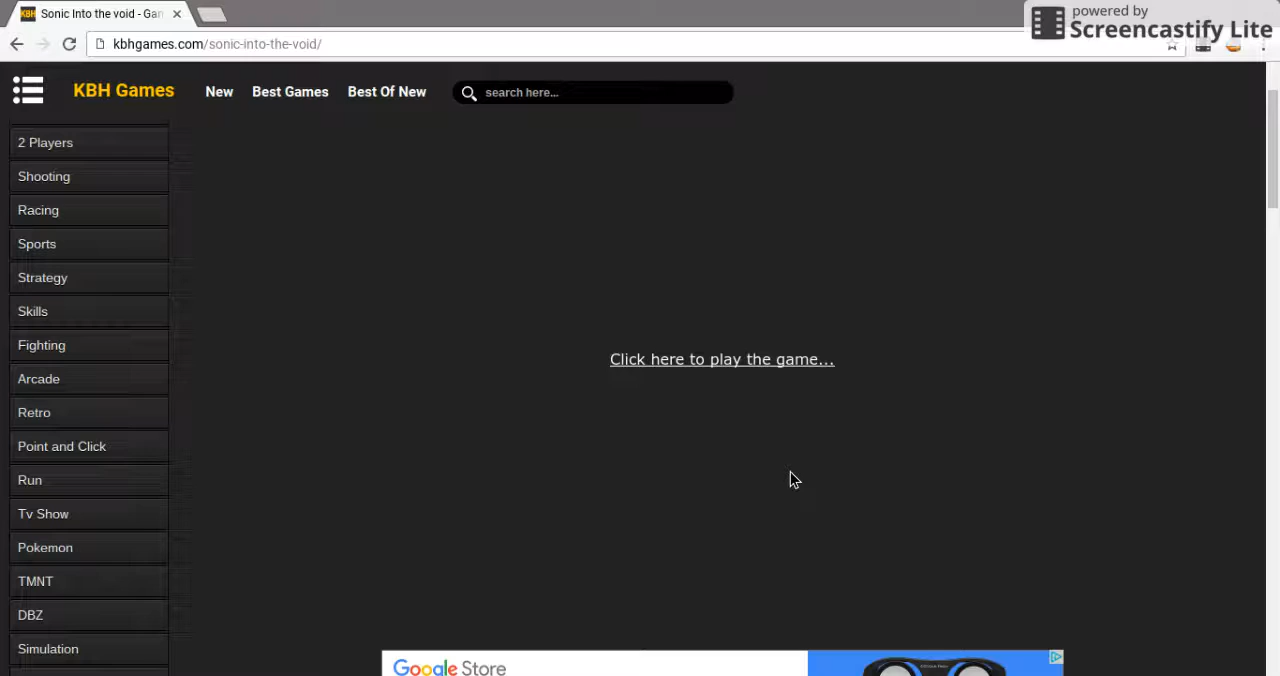 KBH
Sonic Into the void - Gan
powered by
Screencastify Lite
kbhgames.com/sonic-into-the-void/
KBH Games
New
Best Games
Best Of New
search here...
2 Players
Shooting
Racing
Sports
Strategy
Skills
Fighting
Arcade
Retro
Point and Click
Run
Tv Show
Pokemon
TMNT
DBZ
Simulation
Click here to play the game...
Google Store